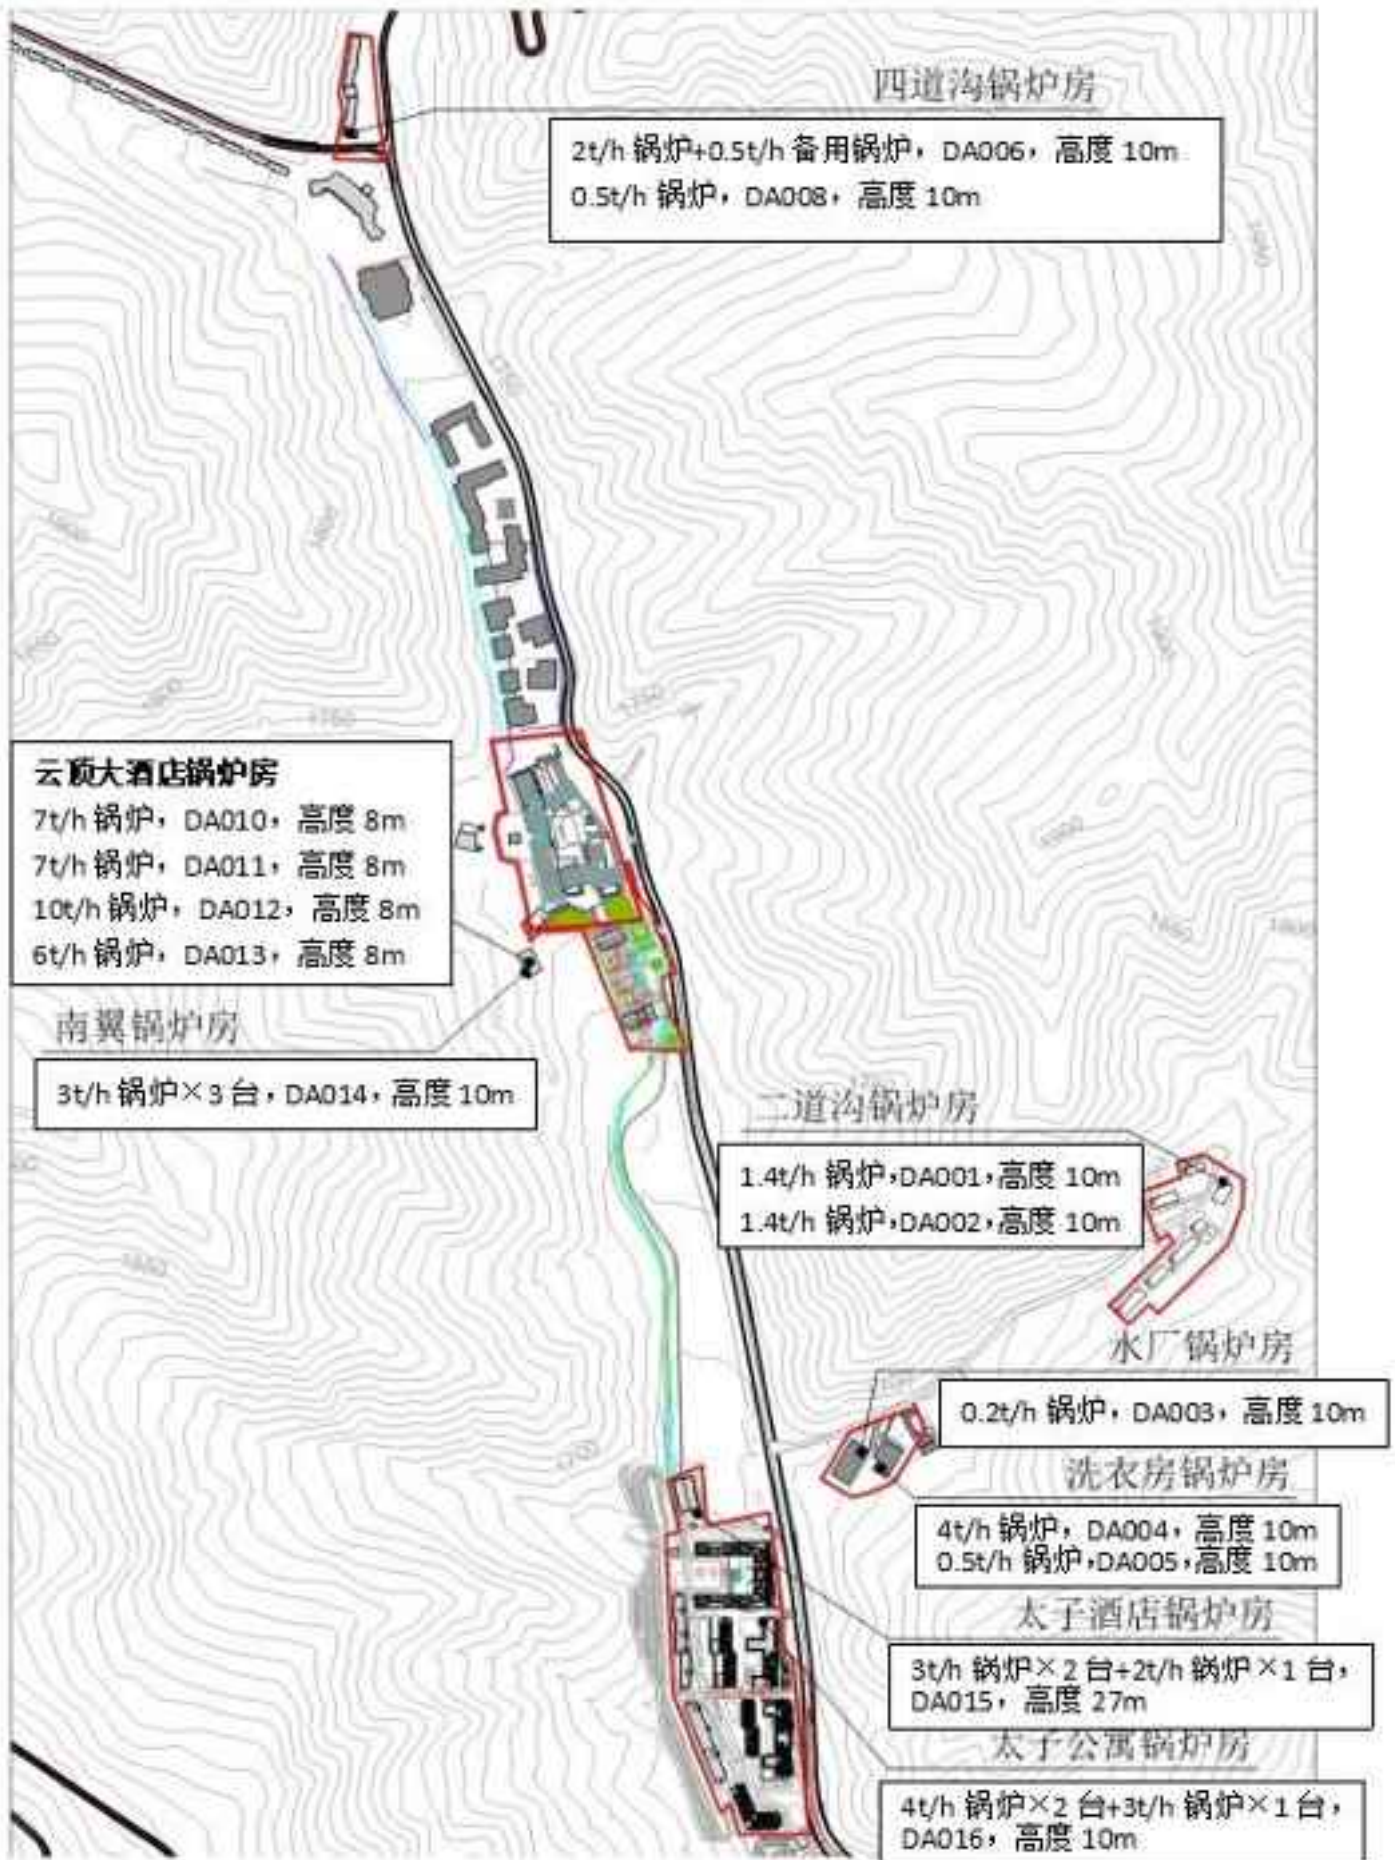 四道沟锅炉房
2t/h 锅炉+0.5t/h 备用锅炉，DA006，高度 10m
0.5t/h 锅炉，DA008，高度 10m
1750
云顶大酒店锅炉房
7t/h 锅炉，DA010，高度 8m
7t/h 锅炉，DA011，高度 8m
10t/h 锅炉，DA012，高度 8m
6t/h 锅炉，DA013，高度 8m
1800
南翼锅炉房
3t/h 锅炉×3 台，DA014，高度 10m
二道沟锅炉房
1.4t/h 锅炉，DA001，高度 10m
1.4t/h 锅炉，DA002，高度 10m
水厂锅炉房
0.2t/h 锅炉，DA003，高度 10m
洗衣房锅炉房
4t/h 锅炉，DA004，高度 10m
0.5t/h 锅炉，DA005，高度 10m
太子酒店锅炉房
3t/h 锅炉×2 台+2t/h 锅炉×1 台，
DA015，高度 27m
太子公寓锅炉房
4t/h 锅炉×2 台+3t/h 锅炉×1 台，
DA016，高度 10m